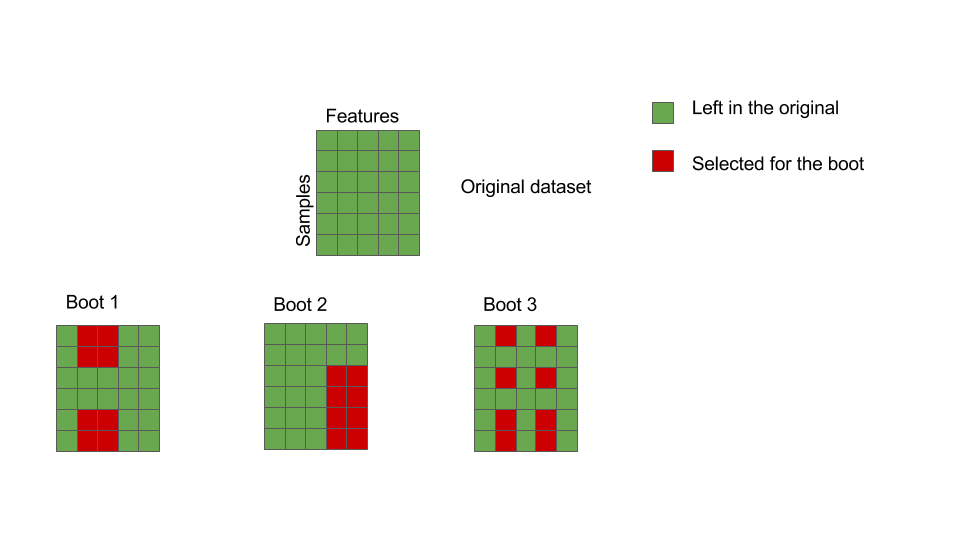 Features
Samples
Original dataset
Left in the original
Selected for the boot
Boot 1
Boot 2
Boot 3